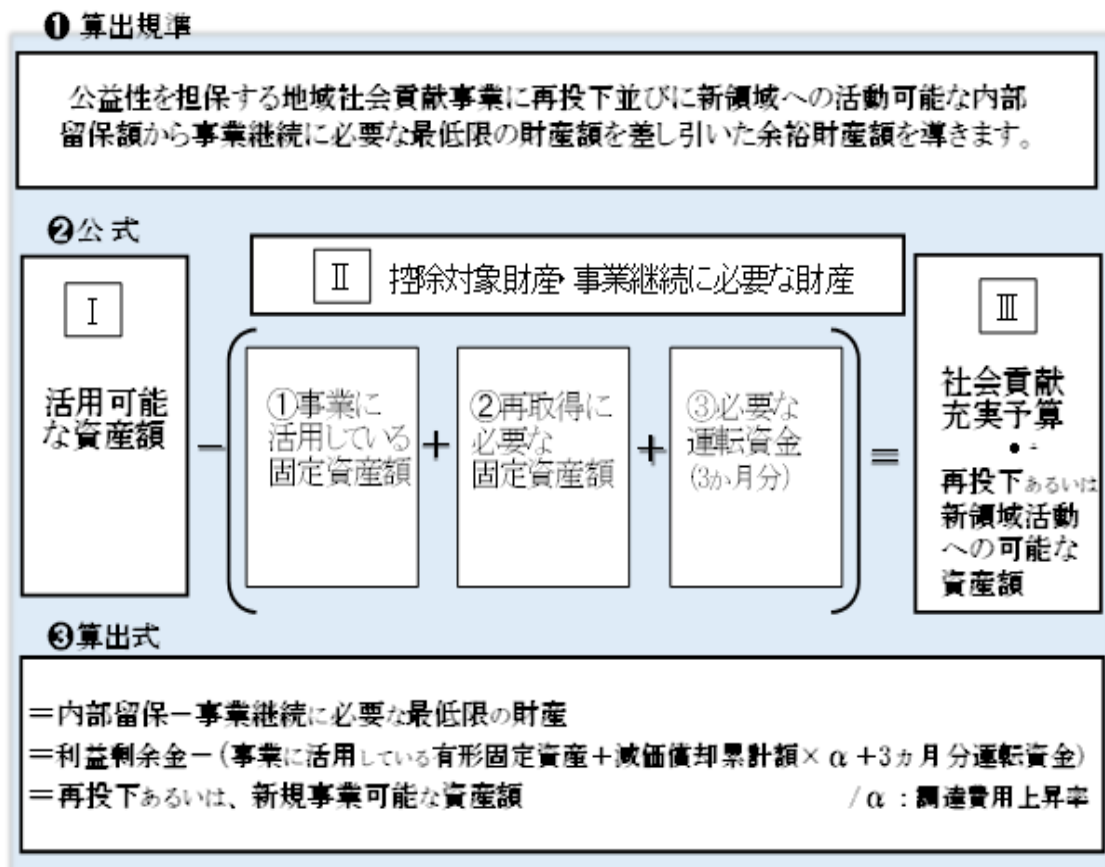 ❶ 算出規準
公益性を担保する地域社会貢献事業に再投下並びに新領域への活動可能な内部
留保額から事業継続に必要な最低限の財産額を差し引いた余裕財産額を導きます。
❷公 式
Ⅰ
活用可能
な資産額
－
Ⅱ 控除対象財産・事業継続に必要な財産
①事業に
活用している
固定資産額
＋
②再取得に
必要な
固定資産額
＋
③必要な
運転資金
(3か月分)
＝
Ⅲ
社会貢献
充実予算
再投下あるいは
新領域活動
への可能な
資産額
❸算出式
＝内部留保－事業継続に必要な最低限の財産
＝利益剰余金－(事業に活用している有形固定資産＋減価償却累計額×α＋3ヵ月分運転資金)
＝再投下あるいは、新規事業可能な資産額 /α：調達費用上昇率